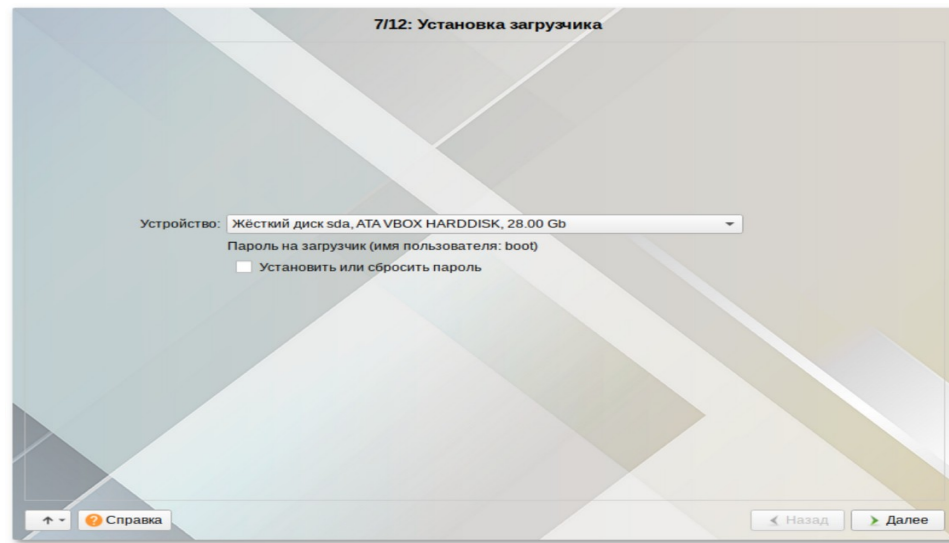 7/12: Установка загрузчика
Устройство: Жёсткий диск sda, ATA VBOX HARDDISK, 28.00 Gb
Пароль на загрузчик (имя пользователя: boot)
Установить или сбросить пароль
Справка
Назад
Далее